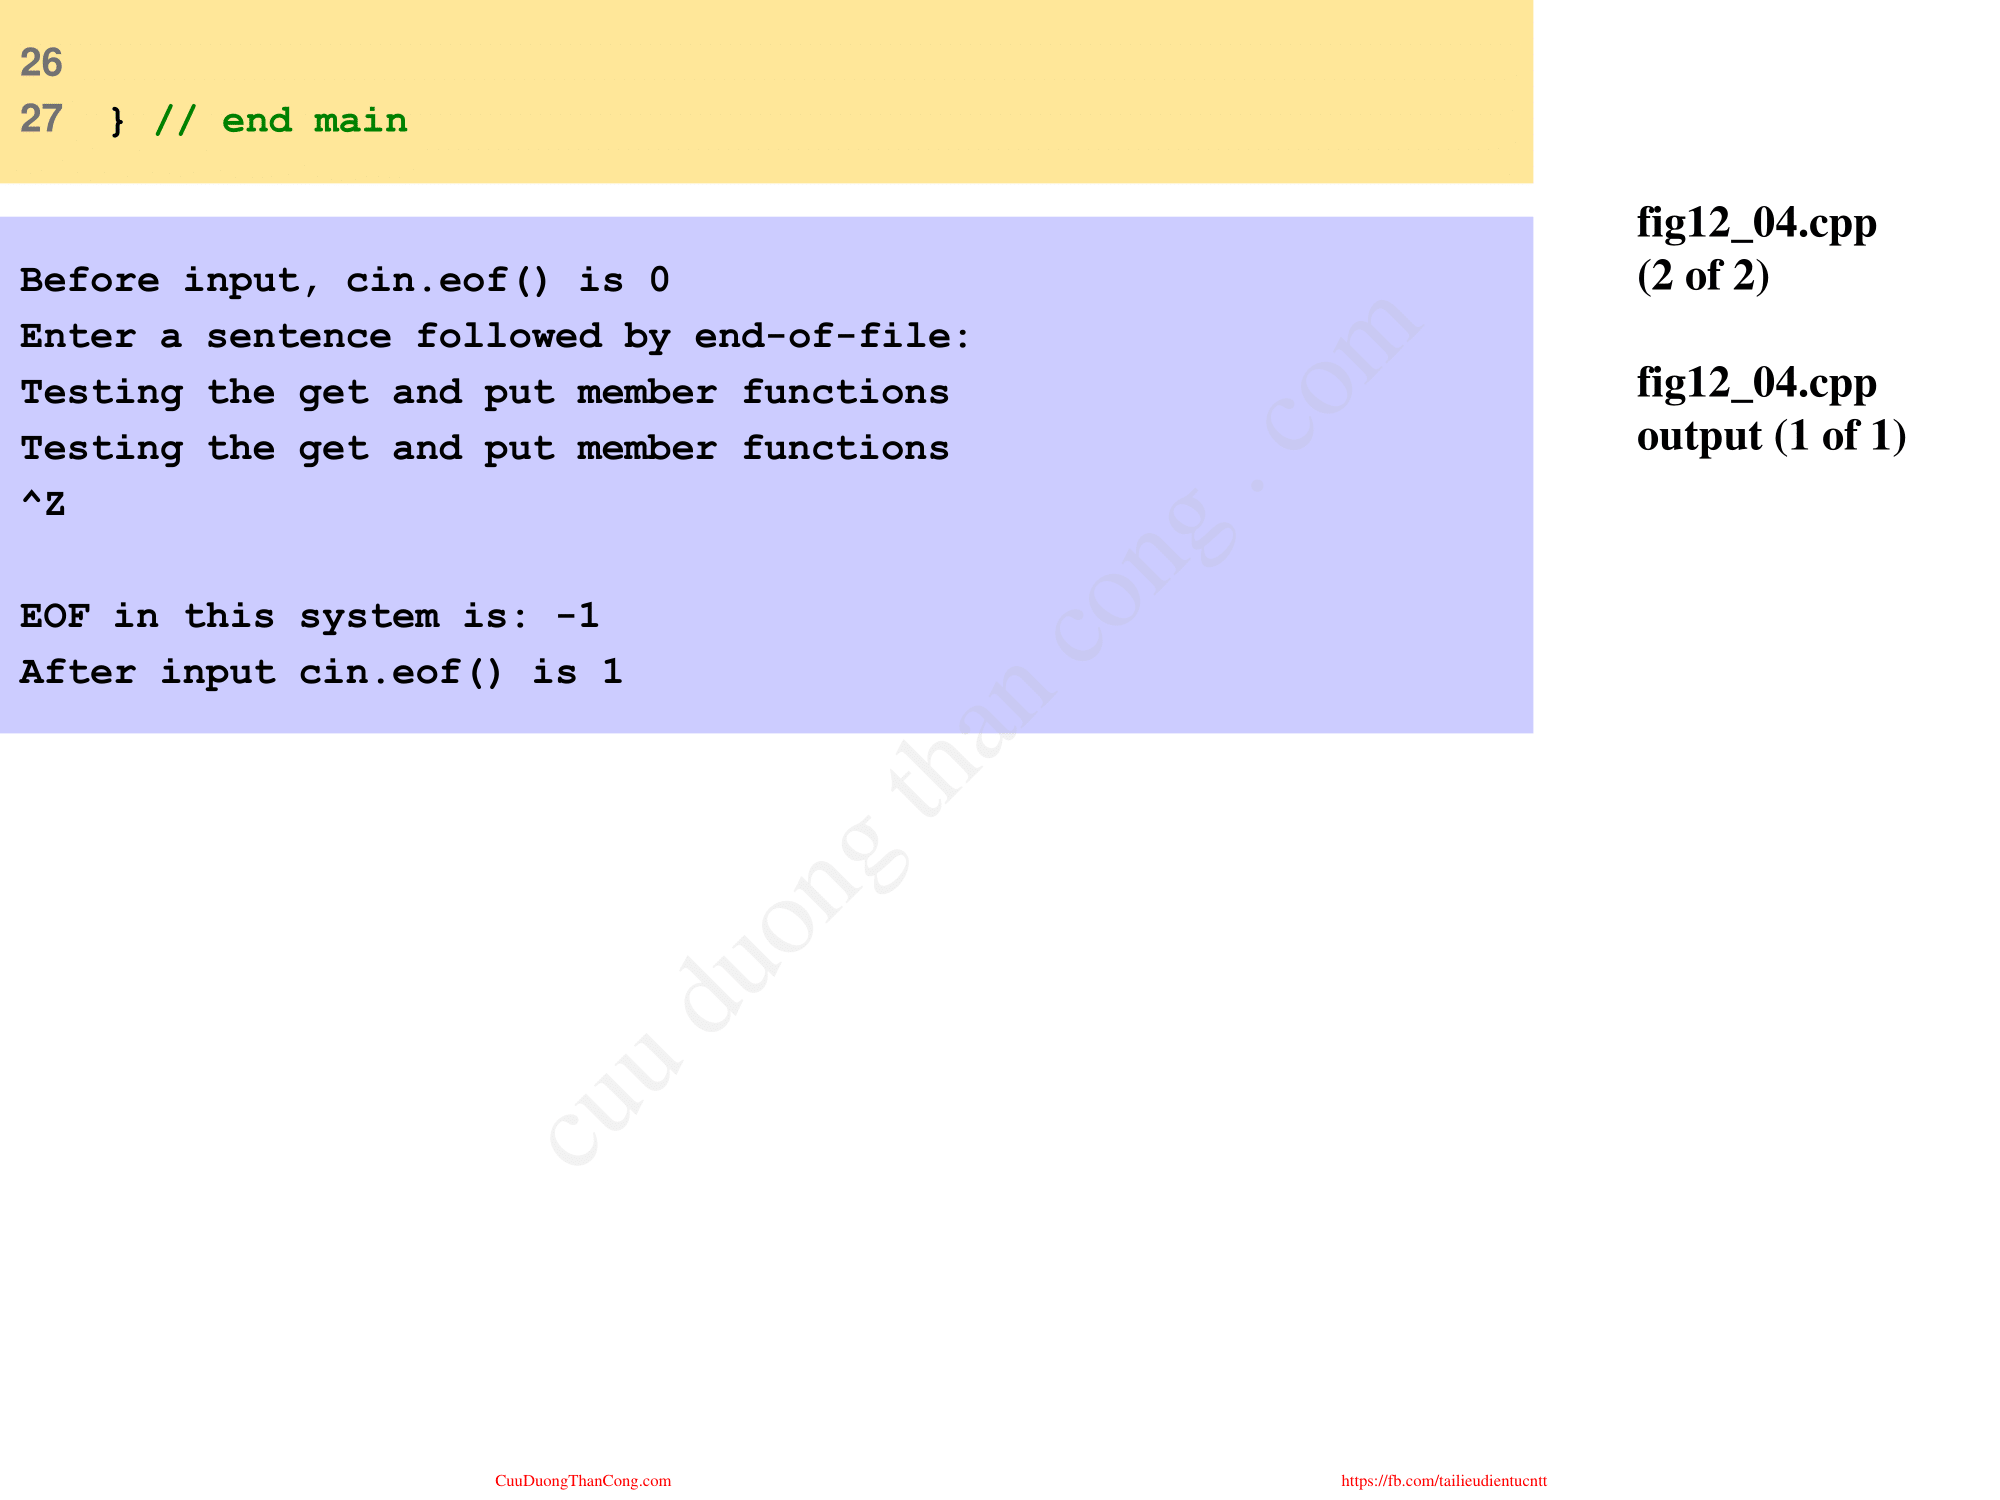 26
27 } // end main
Before input, cin.eof() is 0
Enter a sentence followed by end-of-file:
Testing the get and put member functions
Testing the get and put member functions
^Z
EOF in this system is: -1
After input cin.eof() is 1
fig12_04.cpp
(2 of 2)
fig12_04.cpp
output (1 of 1)
cuu duong than cong . com
CuuDuongThanCong.com
https://fb.com/tailieudientucntt